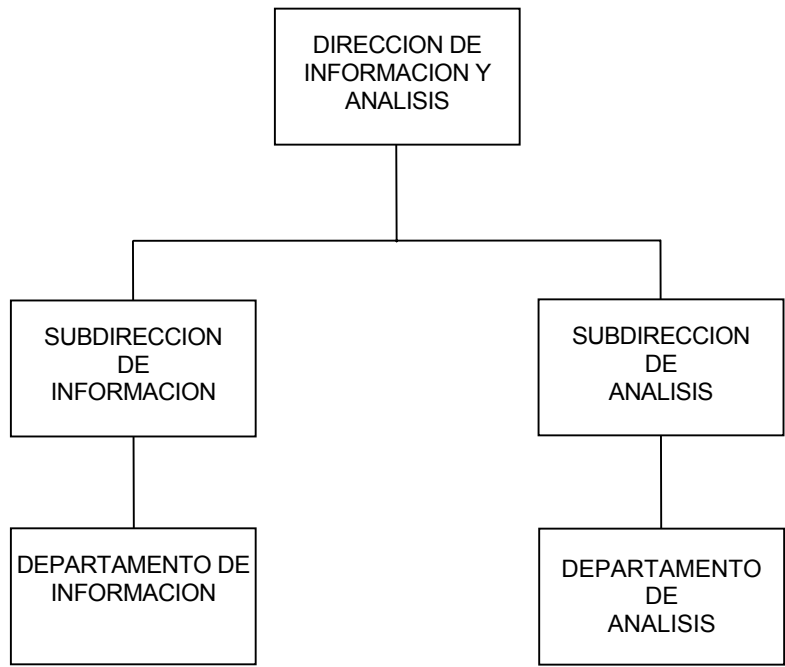 DIRECCION DE
INFORMACION Y
ANALISIS
SUBDIRECCION
DE
INFORMACION
SUBDIRECCION
DE
ANALISIS
DEPARTAMENTO DE
INFORMACION
DEPARTAMENTO
DE
ANALISIS